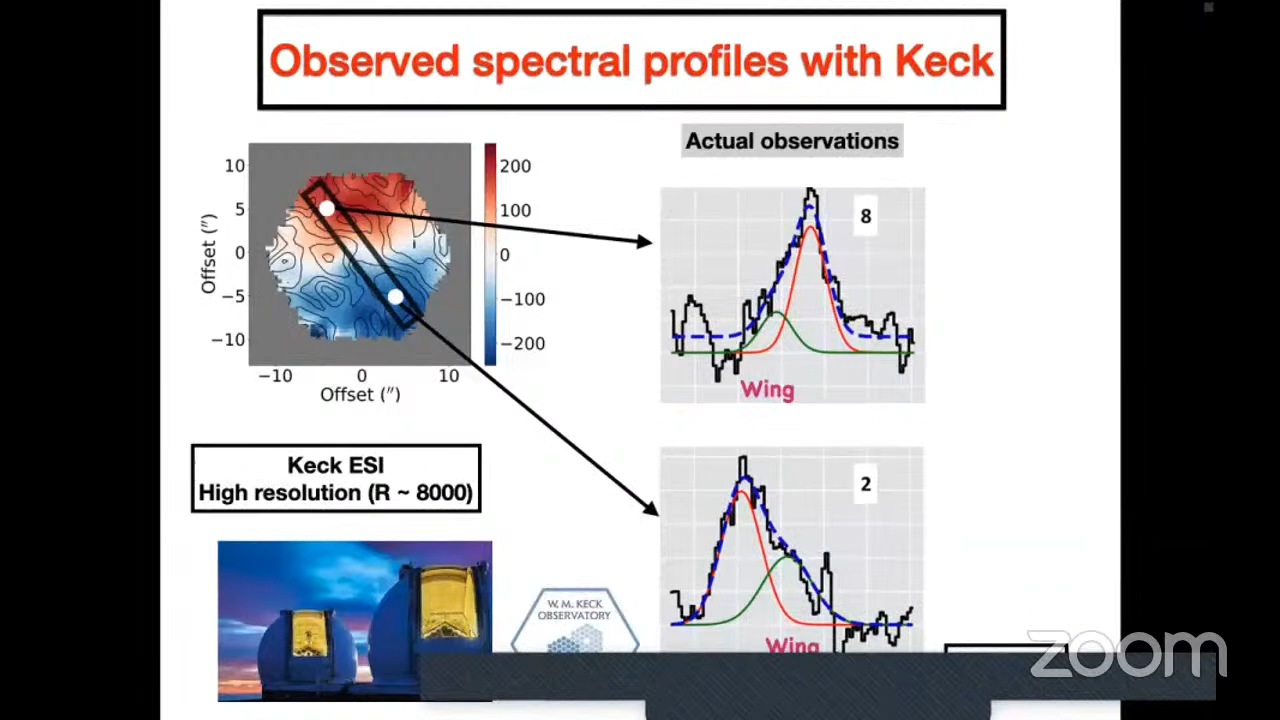 Observed spectral profiles with Keck
Actual observations
10
5
0
−5
−10
Offset (″)
−10
0
10
Offset (″)
200
100
0
−100
−200
8
Wing
2
Wing
Keck ESI
High resolution (R ~ 8000)
W. M. KECK
OBSERVATORY
zoom